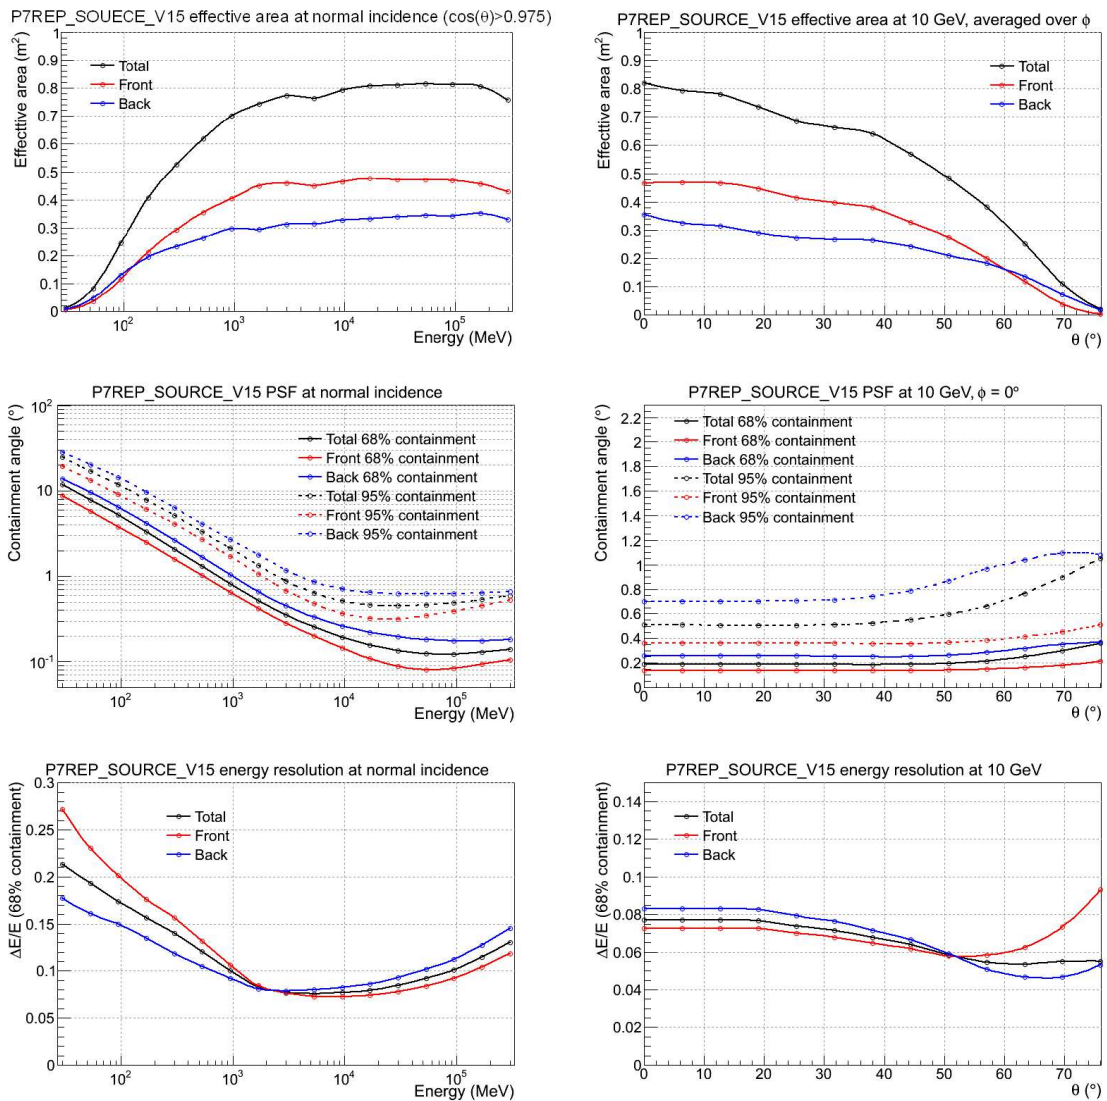 P7REP_SOUECE_V15 effective area at normal incidence (cos(θ)>0.975)
Effecttive area (m²)
1
0.9
0.8
0.7
0.6
0.5
0.4
0.3
0.2
0.1
0
Total
Front
Back
10²
10³
10⁴
10⁵
Energy (MeV)
P7REP_SOURCE_V15 effective area at 10 GeV, averaged over ϕ
Effective area (m²)
1
0.9
0.8
0.7
0.6
0.5
0.4
0.3
0.2
0.1
0
Total
Front
Back
0
10
20
30
40
50
60
70
θ (°)
P7REP_SOURCE_V15 PSF at normal incidence
Containment angle (°)
10²
10
1
10⁻¹
Total 68% containment
Front 68% containment
Back 68% containment
Total 95% containment
Front 95% containment
Back 95% containment
10²
10³
10⁴
10⁵
Energy (MeV)
P7REP_SOURCE_V15 PSF at 10 GeV, ϕ = 0°
Containment angle (°)
2.2
2
1.8
1.6
1.4
1.2
1
0.8
0.6
0.4
0.2
0
Total 68% containment
Front 68% containment
Back 68% containment
Total 95% containment
Front 95% containment
Back 95% containment
0
10
20
30
40
50
60
70
θ (°)
P7REP_SOURCE_V15 energy resolution at normal incidence
ΔE/E (68% containment)
0.3
0.25
0.2
0.15
0.1
0.05
0
Total
Front
Back
10²
10³
10⁴
10⁵
Energy (MeV)
P7REP_SOURCE_V15 energy resolution at 10 GeV
ΔE/E (68% containment)
0.14
0.12
0.1
0.08
0.06
0.04
0.02
0
Total
Front
Back
0
10
20
30
40
50
60
70
θ (°)